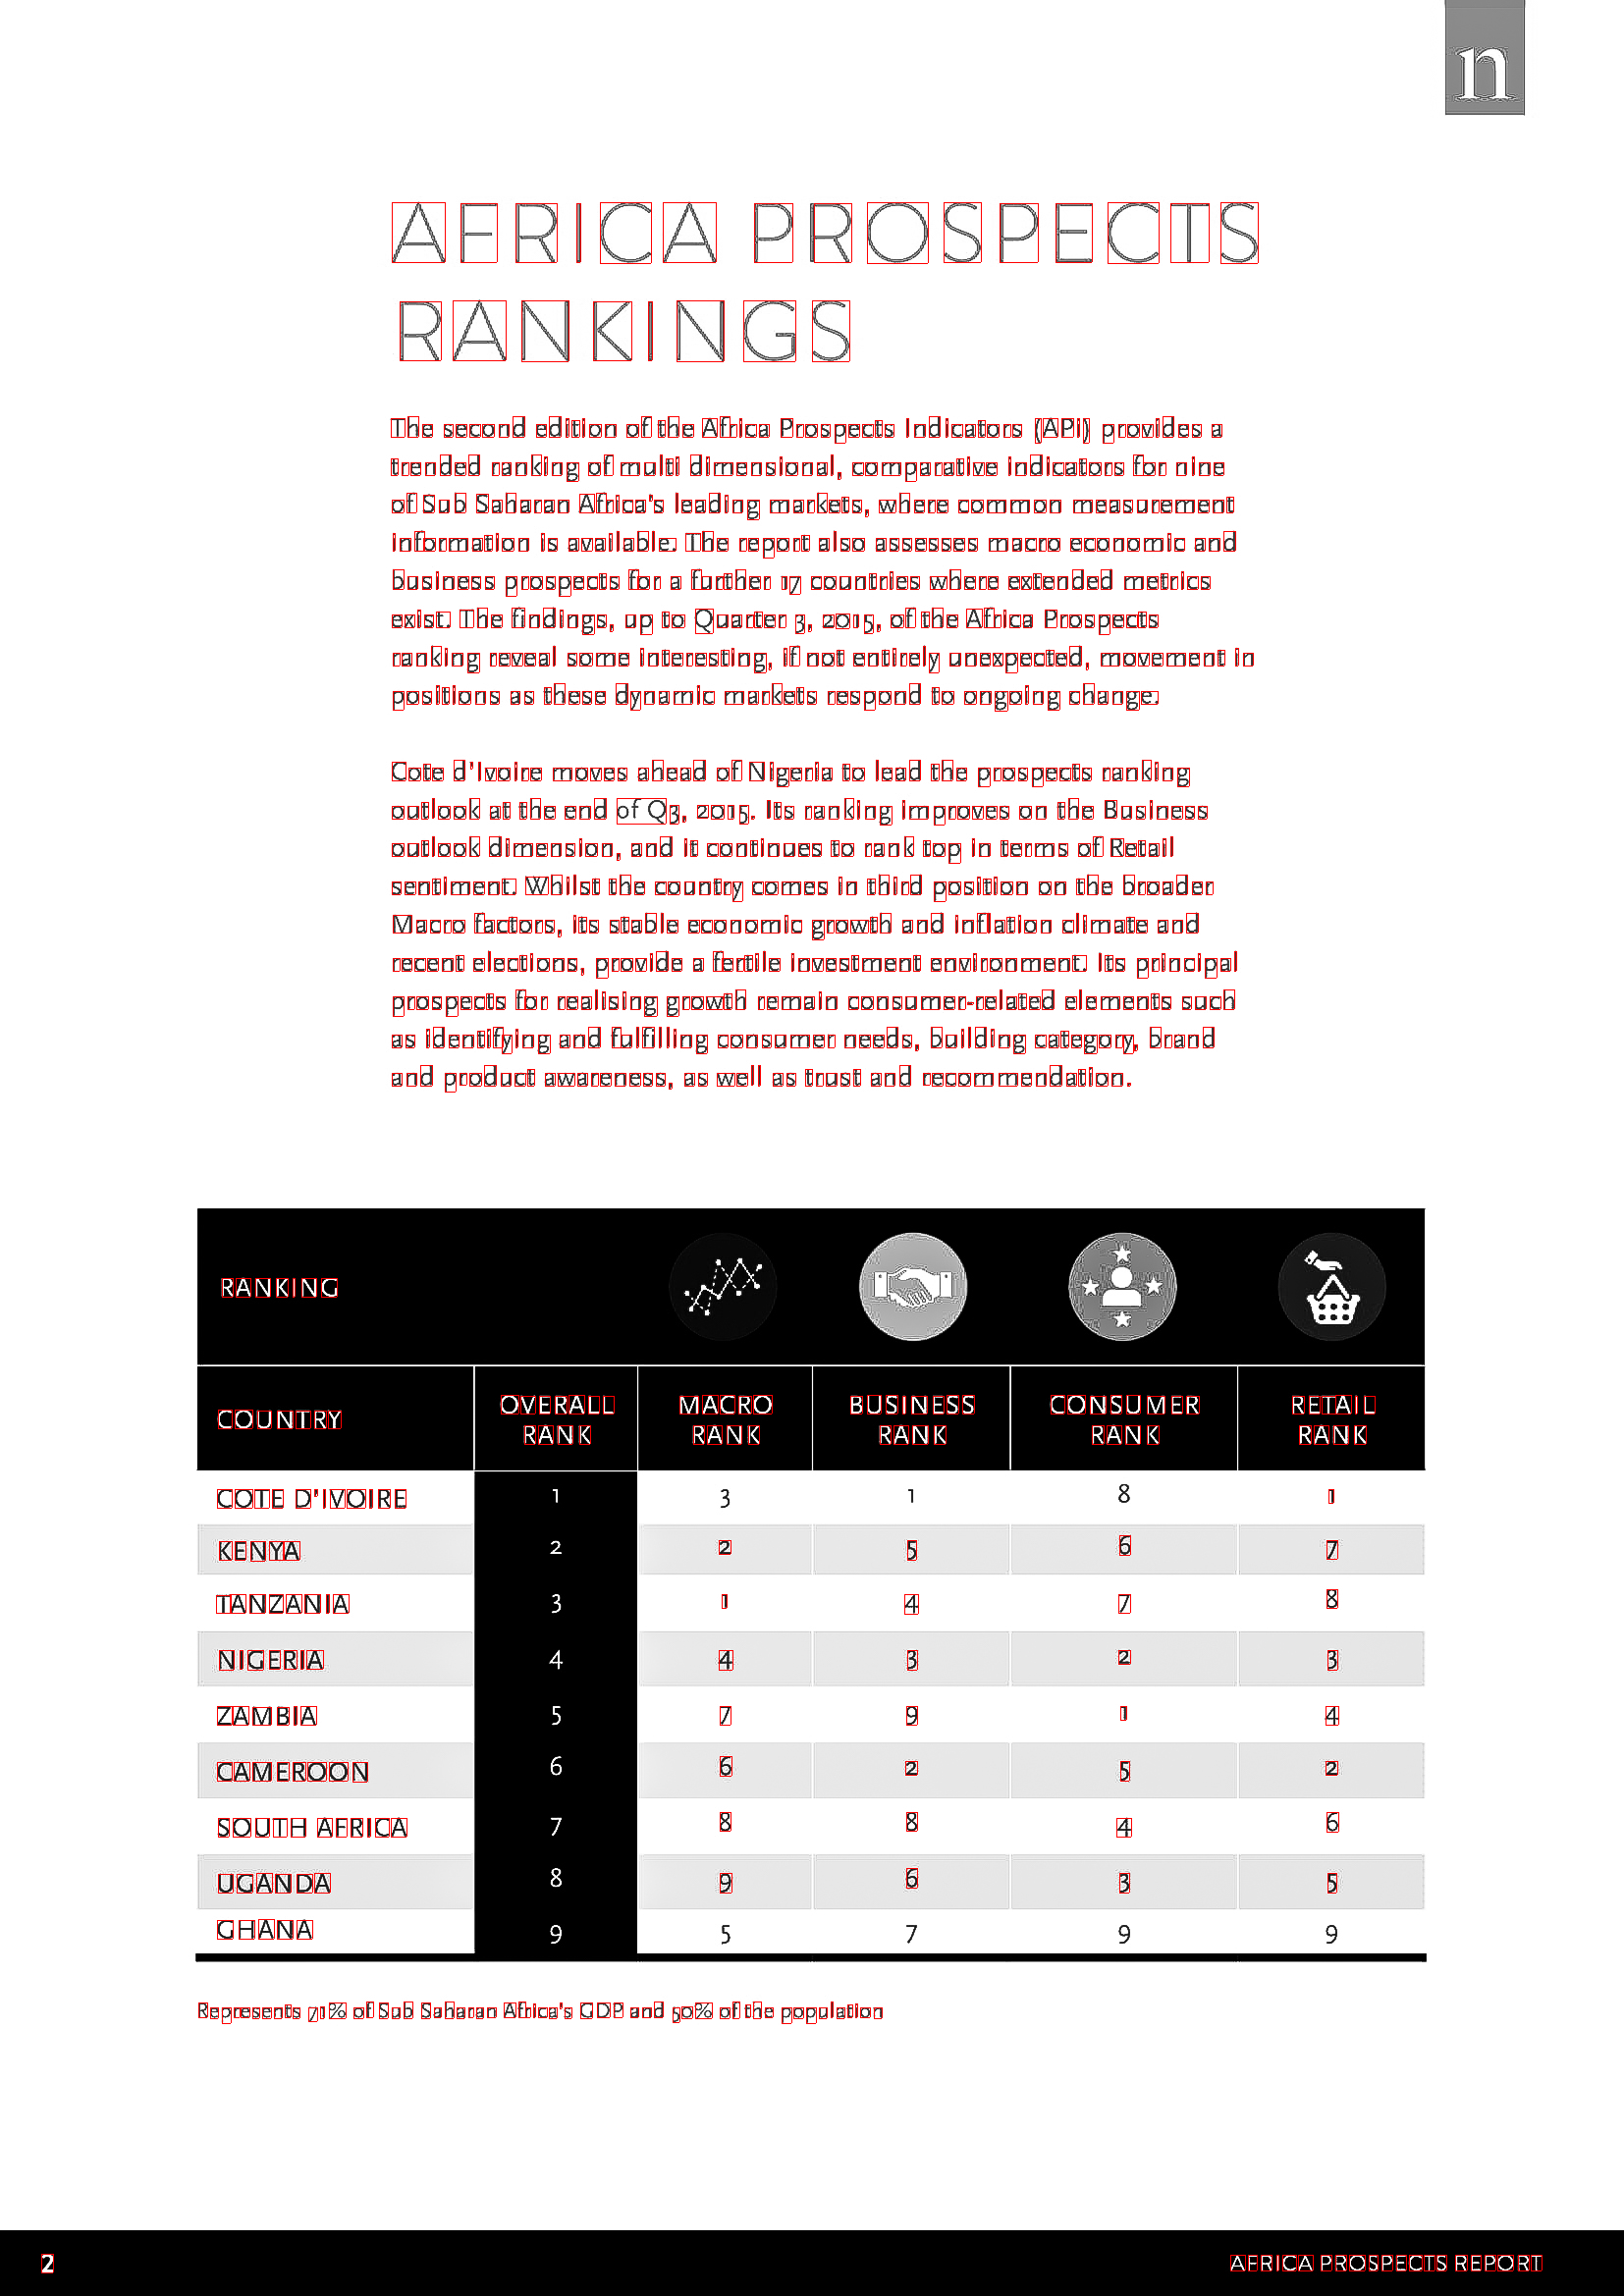 n
AFRICA PROSPECTS
RANKINGS
The second edition of the Africa Prospects Indicators (API) provides a
trended ranking of multi dimensional, comparative indicators for nine
of Sub Saharan Africa's leading markets, where common measurement
information is available. The report also assesses macro economic and
business prospects for a further 17 countries where extended metrics
exist. The findings, up to Quarter 3, 2015, of the Africa Prospects
ranking reveal some interesting, if not entirely unexpected, movement in
positions as these dynamic markets respond to ongoing change.
Cote d'Ivoire moves ahead of Nigeria to lead the prospects ranking
outlook at the end of Q3, 2015. Its ranking improves on the Business
outlook dimension, and it continues to rank top in terms of Retail
sentiment. Whilst the country comes in third position on the broader
Macro factors, its stable economic growth and inflation climate and
recent elections, provide a fertile investment environment. Its principal
prospects for realising growth remain consumer-related elements such
as identifying and fulfilling consumer needs, building category, brand
and product awareness, as well as trust and recommendation.
RANKING
COUNTRY OVERALL RANK MACRO RANK BUSINESS RANK CONSUMER RANK RETAIL RANK
COTE D'IVOIRE 1 3 1 8 1
KENYA 2 2 5 6 7
TANZANIA 3 1 4 7 8
NIGERIA 4 4 3 2 3
ZAMBIA 5 7 9 1 4
CAMEROON 6 6 2 5 2
SOUTH AFRICA 7 8 8 4 6
UGANDA 8 9 6 3 5
GHANA 9 5 7 9 9
Represents 71% of Sub Saharan Africa's GDP and 50% of the population
2 AFRICA PROSPECTS REPORT